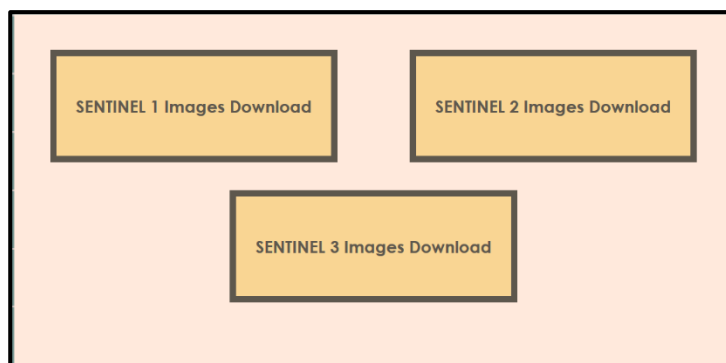 SENTINEL 1 Images Download
SENTINEL 2 Images Download
SENTINEL 3 Images Download